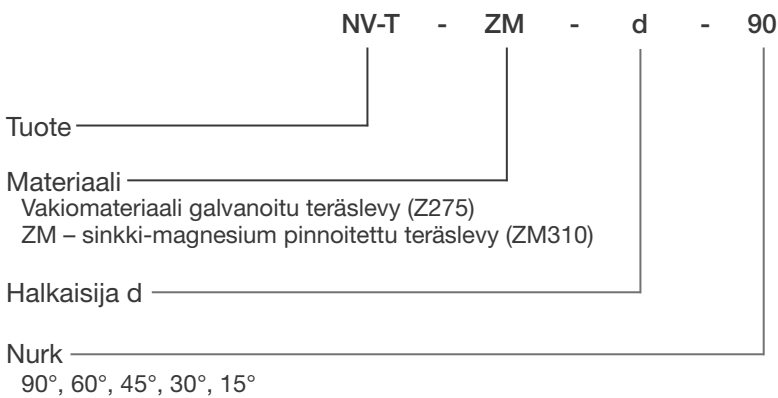 NV-T - ZM - d - 90
Tuote
Materiaali
Vakiomateriaali galvanoitu teräslevy (Z275)
ZM – sinkki-magnesium pinnoitettu teräslevy (ZM310)
Halkaisija d
Nurk
90°, 60°, 45°, 30°, 15°